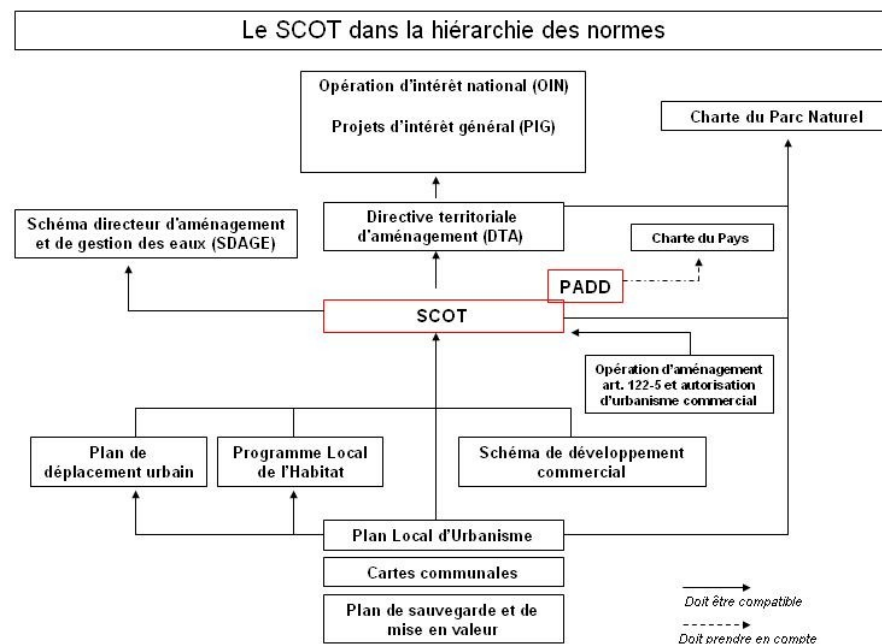 Le SCOT dans la hiérarchie des normes
Opération d'intérêt national (OIN)
Projets d'intérêt général (PIG)
Charte du Parc Naturel
Schéma directeur d'aménagement
et de gestion des eaux (SDAGE)
Directive territoriale
d'aménagement (DTA)
Charte du Pays
PADD
SCOT
Opération d'aménagement
art. 122-5 et autorisation
d'urbanisme commercial
Plan de
déplacement urbain
Programme Local
de l'Habitat
Schéma de développement
commercial
Plan Local d'Urbanisme
Cartes communales
Plan de sauvegarde et de
mise en valeur
Doit être compatible
Doit prendre en compte